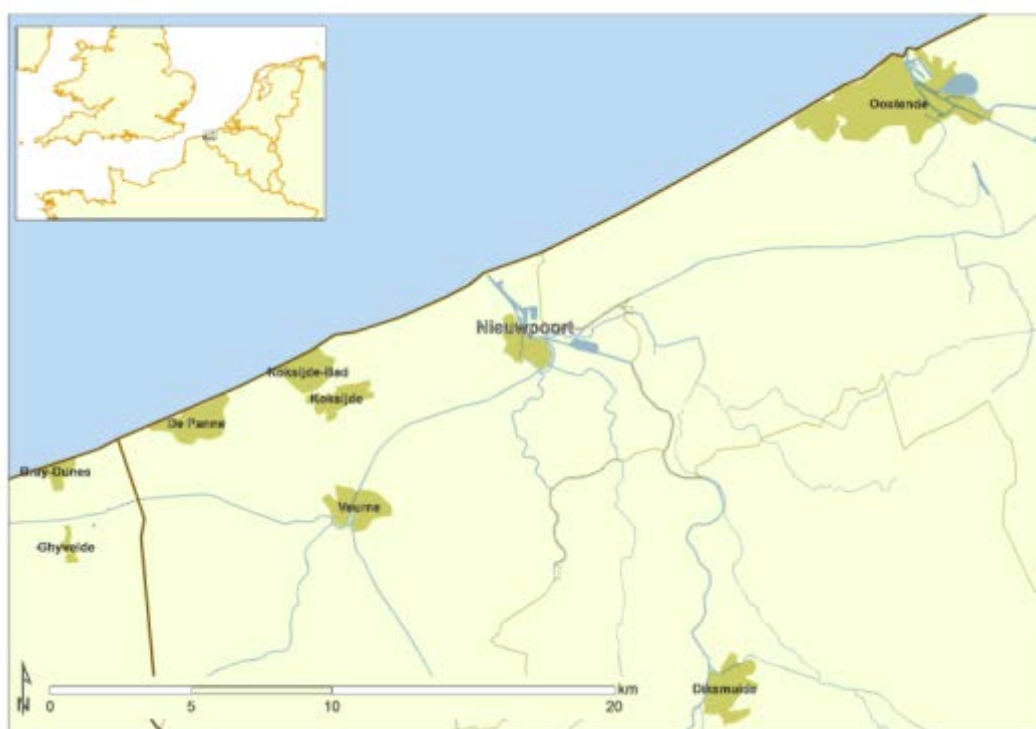 Oostende
Nieuwpoort
Koksijde-Bad
Koksijde
De Panne
Bray-Dunes
Veurne
Ghyvelde
Diksmuide
N
km
0 5 10 20